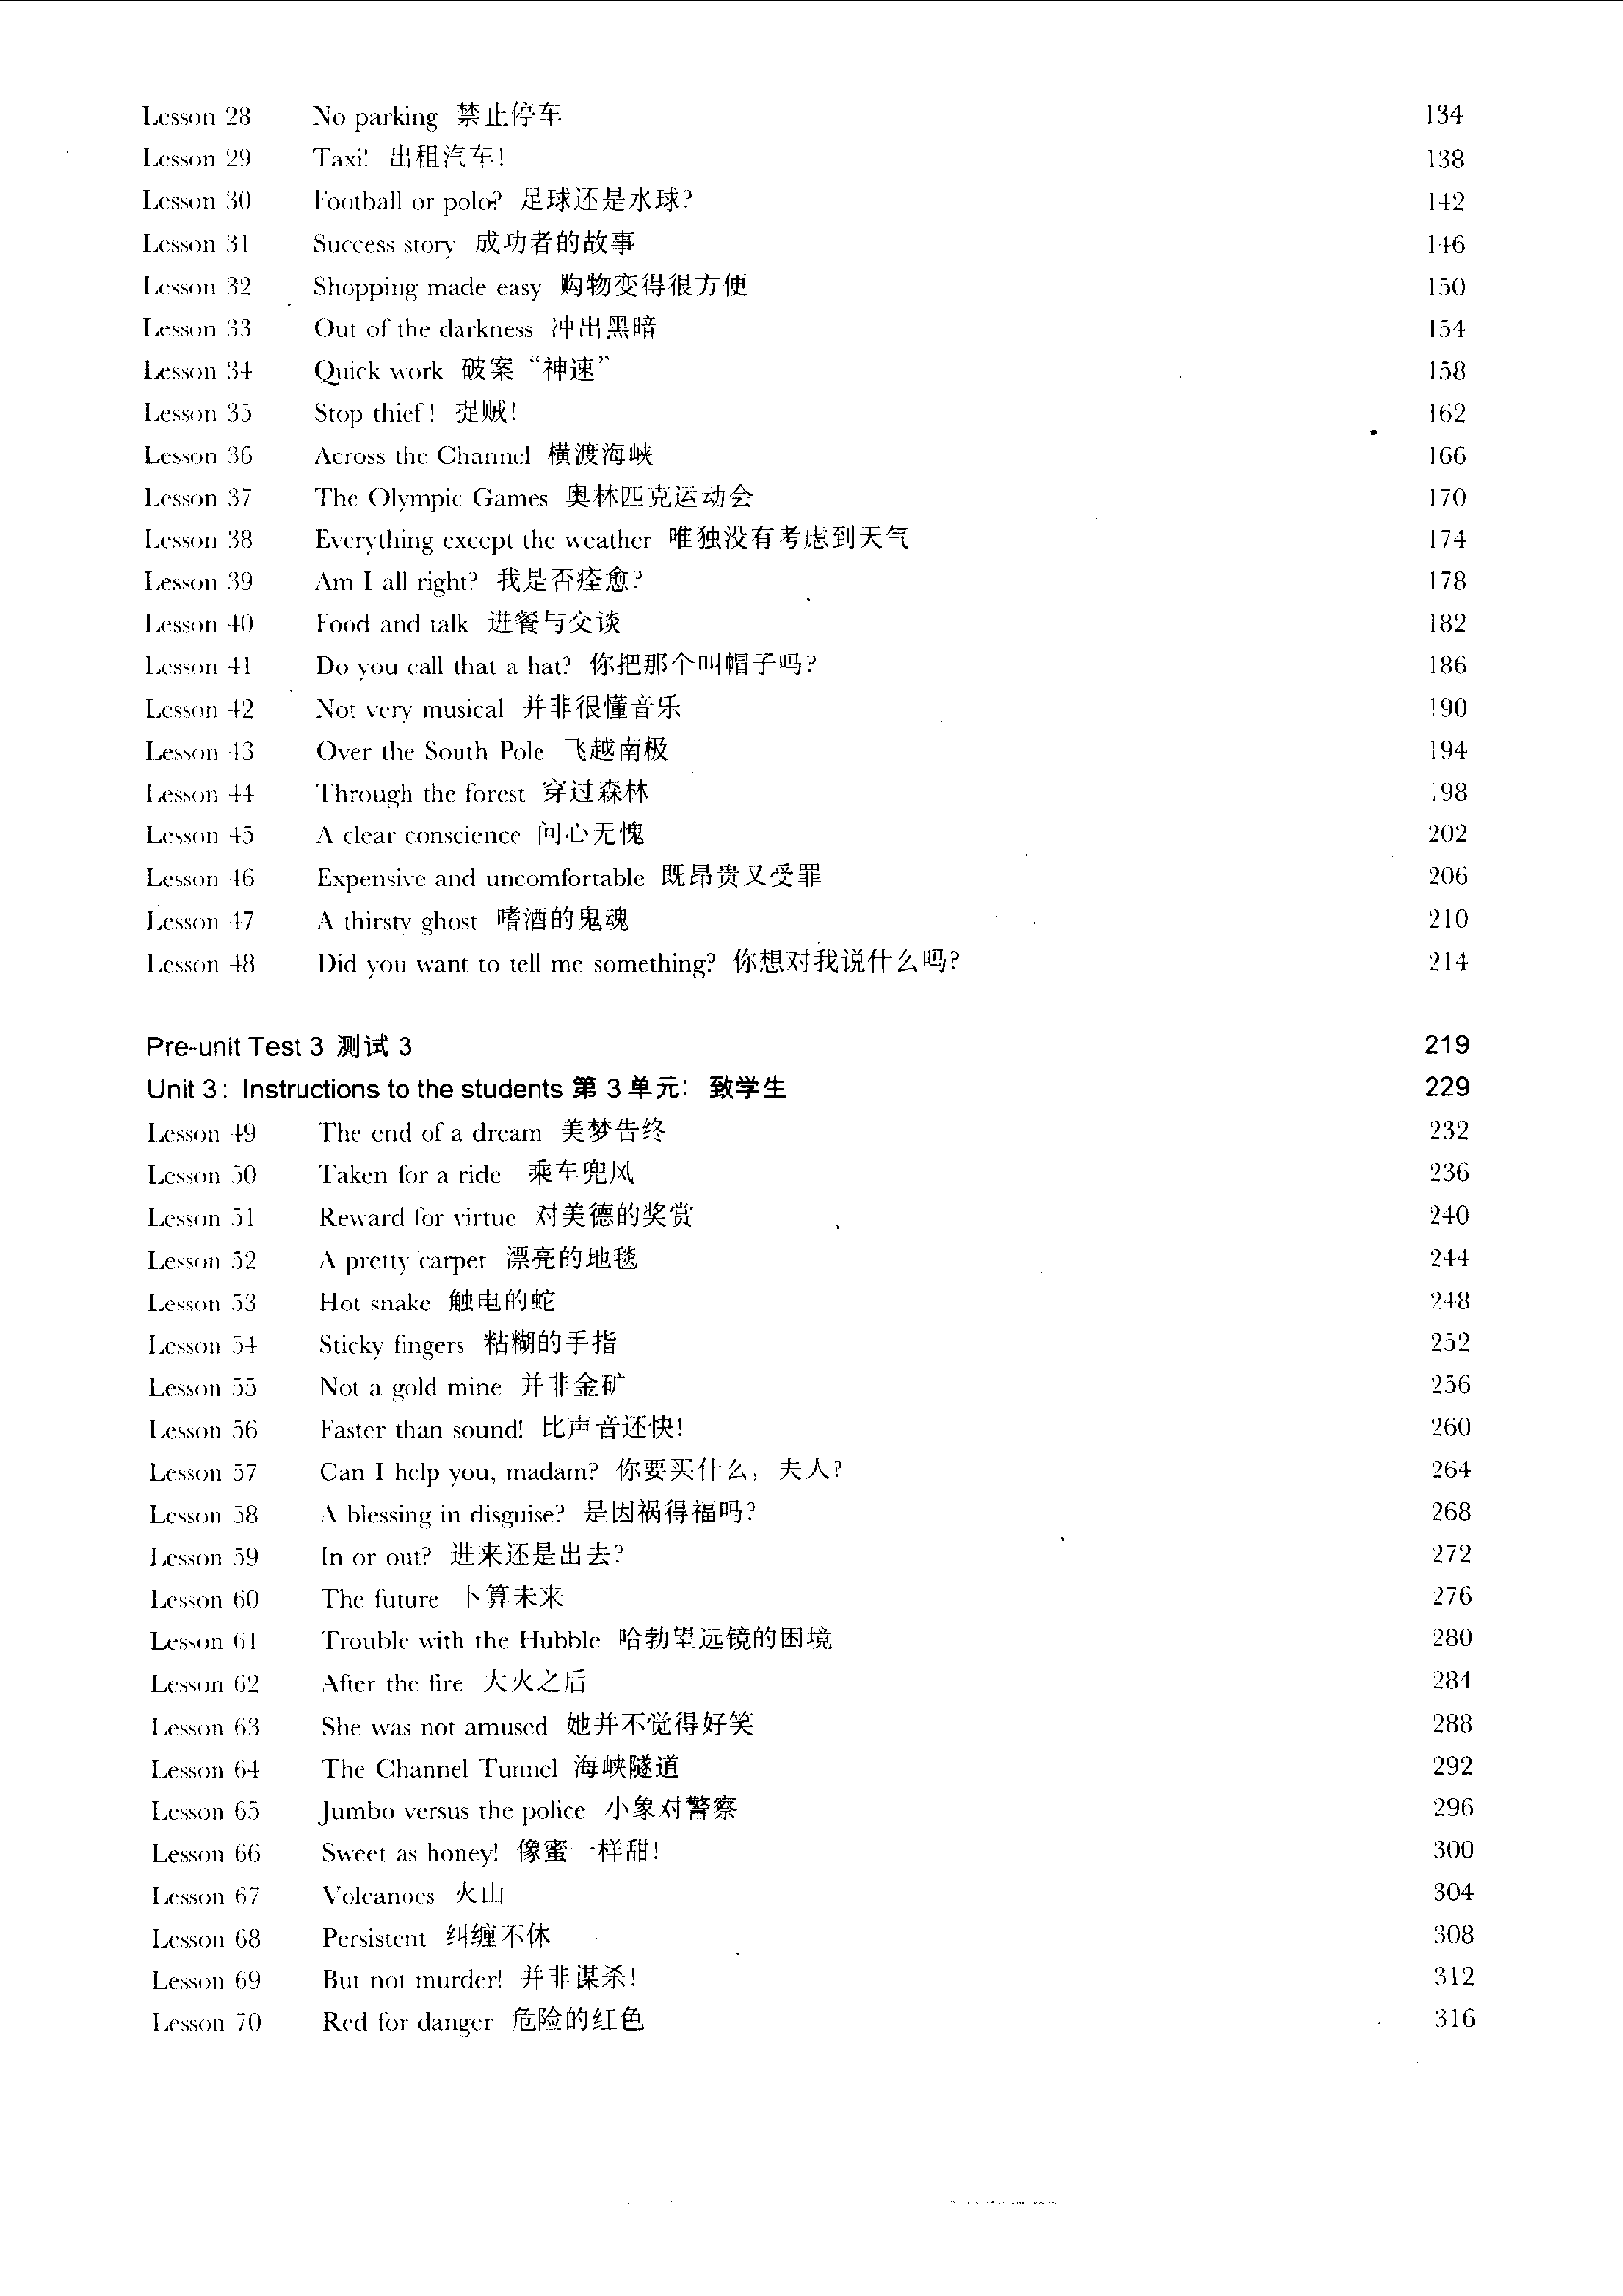 Lesson 28 No parking 禁止停车 134
Lesson 29 Taxi! 出租汽车! 138
Lesson 30 Football or polo? 足球还是水球? 142
Lesson 31 Success story 成功者的故事 146
Lesson 32 Shopping made easy 购物变得很方便 150
Lesson 33 Out of the darkness 冲出黑暗 154
Lesson 34 Quick work 破案“神速” 158
Lesson 35 Stop thief! 捉贼! 162
Lesson 36 Across the Channel 横渡海峡 166
Lesson 37 The Olympic Games 奥林匹克运动会 170
Lesson 38 Everything except the weather 唯独没有考虑到天气 174
Lesson 39 Am I all right? 我是否痊愈? 178
Lesson 40 Food and talk 进餐与交谈 182
Lesson 41 Do you call that a hat? 你把那个叫帽子吗? 186
Lesson 42 Not very musical 并非很懂音乐 190
Lesson 43 Over the South Pole 飞越南极 194
Lesson 44 Through the forest 穿过森林 198
Lesson 45 A clear conscience 问心无愧 202
Lesson 46 Expensive and uncomfortable 既昂贵又受罪 206
Lesson 47 A thirsty ghost 嗜酒的鬼魂 210
Lesson 48 Did you want to tell me something? 你想对我说什么吗? 214
Pre-unit Test 3 测试 3 219
Unit 3: Instructions to the students 第 3 单元: 致学生 229
Lesson 49 The end of a dream 美梦告终 232
Lesson 50 Taken for a ride 乘车兜风 236
Lesson 51 Reward for virtue 对美德的奖赏 240
Lesson 52 A pretty carpet 漂亮的地毯 244
Lesson 53 Hot snake 触电的蛇 248
Lesson 54 Sticky fingers 粘糊的手指 252
Lesson 55 Not a gold mine 并非金矿 256
Lesson 56 Faster than sound! 比声音还快! 260
Lesson 57 Can I help you, madam? 你要买什么, 夫人? 264
Lesson 58 A blessing in disguise? 是因祸得福吗? 268
Lesson 59 In or out? 进来还是出去? 272
Lesson 60 The future 卜算未来 276
Lesson 61 Trouble with the Hubble 哈勃望远镜的困境 280
Lesson 62 After the fire 大火之后 284
Lesson 63 She was not amused 她并不觉得好笑 288
Lesson 64 The Channel Tunnel 海峡隧道 292
Lesson 65 Jumbo versus the police 小象对警察 296
Lesson 66 Sweet as honey! 像蜜一样甜! 300
Lesson 67 Volcanoes 火山 304
Lesson 68 Persistent 纠缠不休 308
Lesson 69 But not murder! 并非谋杀! 312
Lesson 70 Red for danger 危险的红色 316